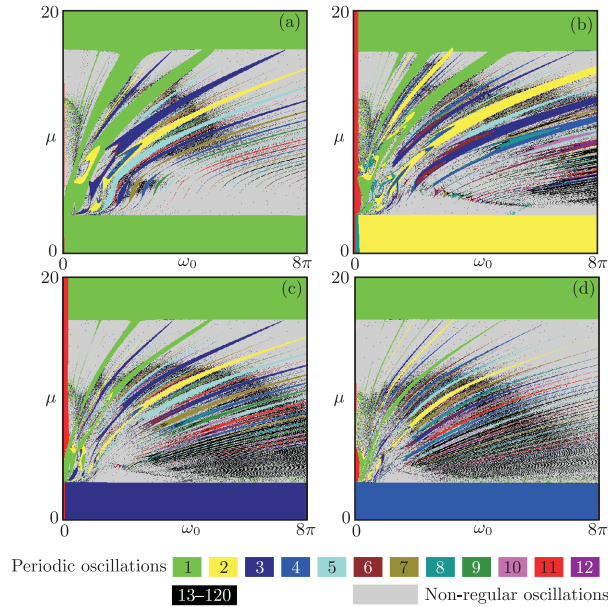 20 (a) 20 (b)
μ μ
0 0
0 ω₀ 8π 0 ω₀ 8π
20 (c) 20 (d)
μ μ
0 0
0 ω₀ 8π 0 ω₀ 8π
Periodic oscillations 1 2 3 4 5 6 7 8 9 10 11 12
13–120 Non-regular oscillations